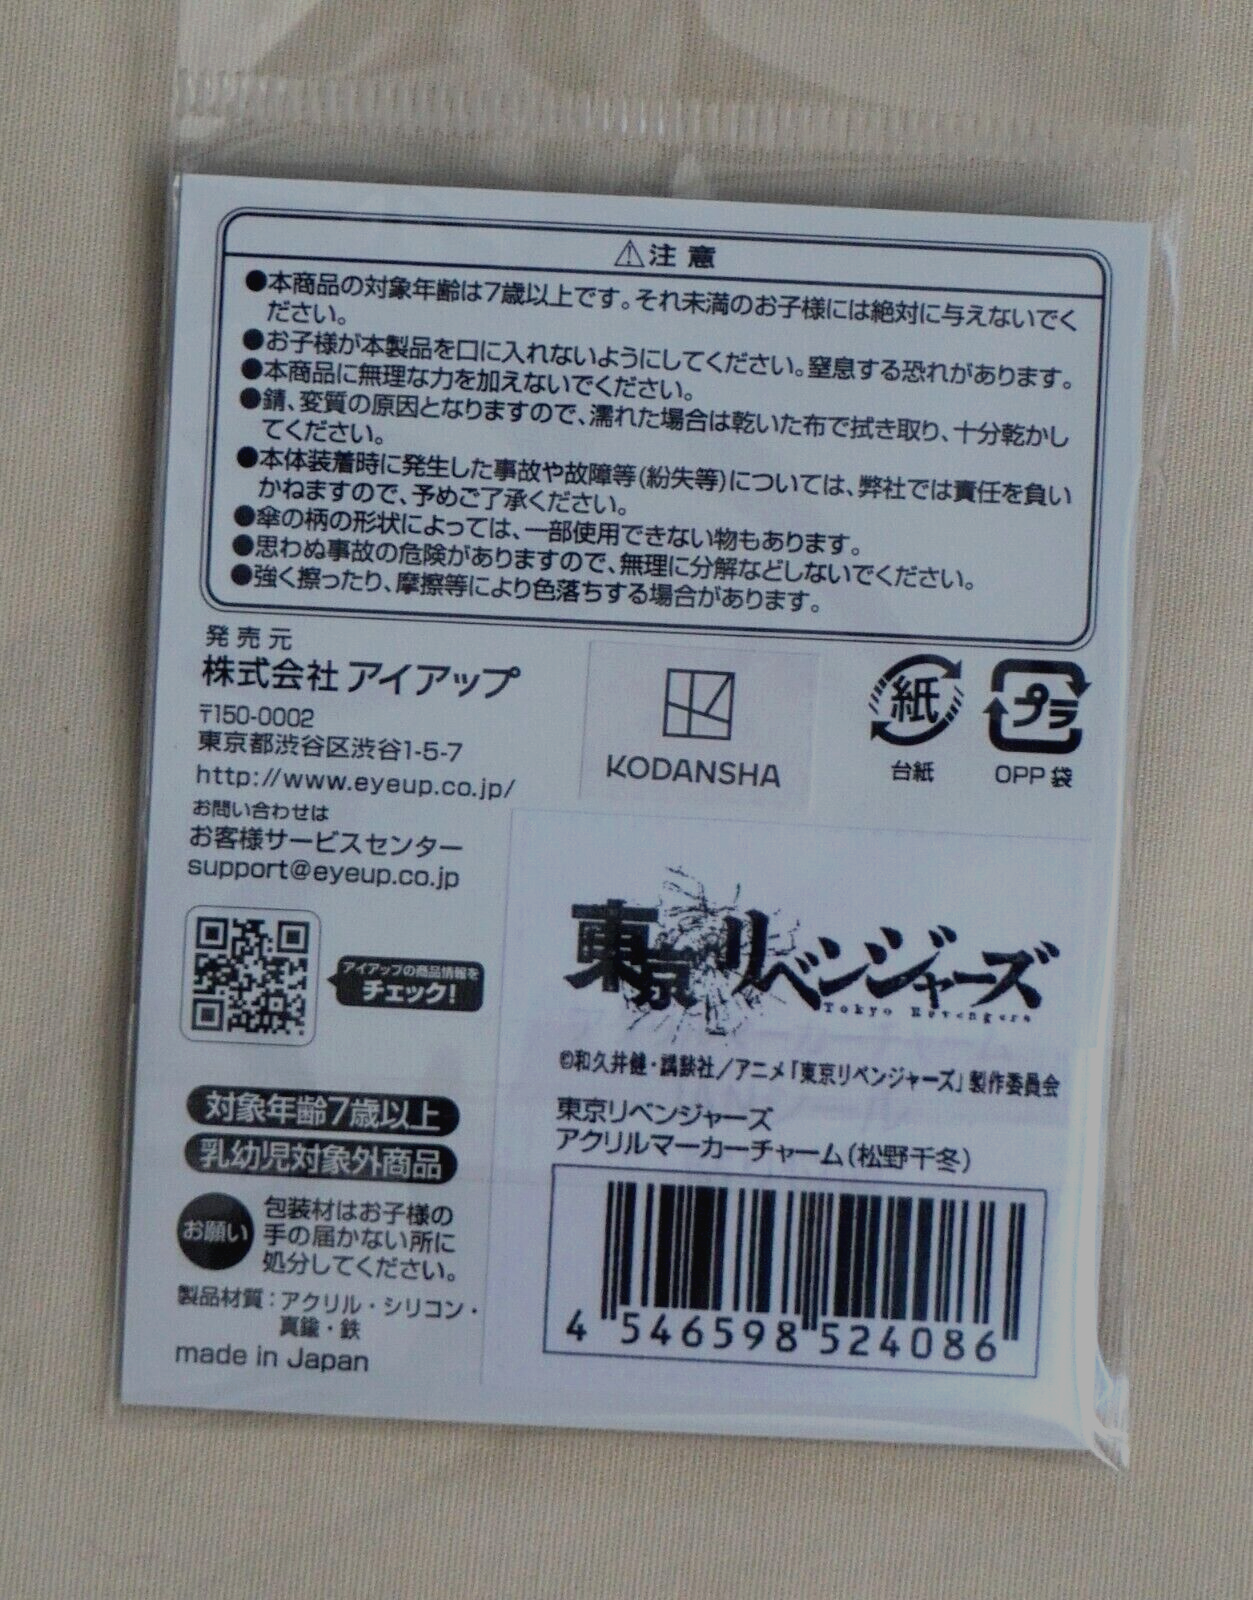 ⚠注意
●本商品の対象年齢は7歳以上です。それ未満のお子様には絶対に与えないでく
ださい。
●お子様が本製品を口に入れないようにしてください。窒息する恐れがあります。
●本商品に無理な力を加えないでください。
●錆、変質の原因となりますので、濡れた場合は乾いた布で拭き取り、十分乾かし
てください。
●本体装着時に発生した事故や故障等(紛失等)については、弊社では責任を負い
かねますので、予めご了承ください。
●傘の柄の形状によっては、一部使用できない物もあります。
●思わぬ事故の危険がありますので、無理に分解などしないでください。
●強く擦ったり、摩擦等により色落ちする場合があります。
発売元
株式会社アイアップ
〒150-0002
東京都渋谷区渋谷1-5-7
http://www.eyeup.co.jp/
お問い合わせは
お客様サービスセンター
support@eyeup.co.jp
KODANSHA
紙
台紙
プラ
OPP袋
アイアップの商品情報を
チェック!
対象年齢7歳以上
乳幼児対象外商品
お願い
包装材はお子様の
手の届かない所に
処分してください。
製品材質:アクリル・シリコン・
真鍮・鉄
made in Japan
東京リベンジャーズ
Tokyo Revengers
©和久井健・講談社/アニメ「東京リベンジャーズ」製作委員会
東京リベンジャーズ
アクリルマーカーチャーム(松野千冬)
4 546598 524086